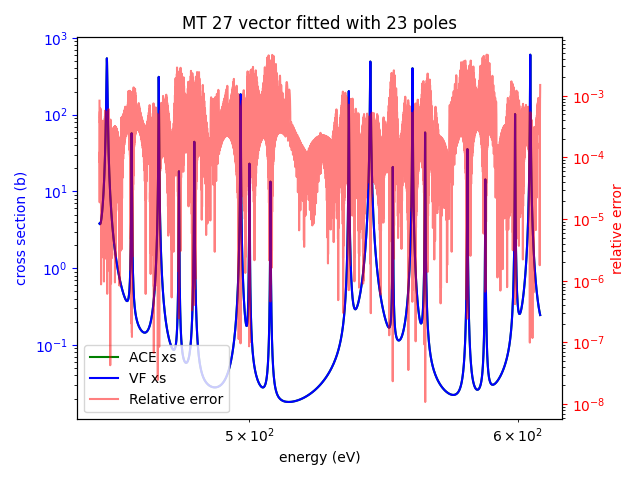 MT 27 vector fitted with 23 poles
10³
10²
10¹
10⁰
10⁻¹
cross section (b)
10⁻³
10⁻⁴
10⁻⁵
10⁻⁶
10⁻⁷
10⁻⁸
relative error
ACE xs
VF xs
Relative error
5 × 10² 6 × 10²
energy (eV)